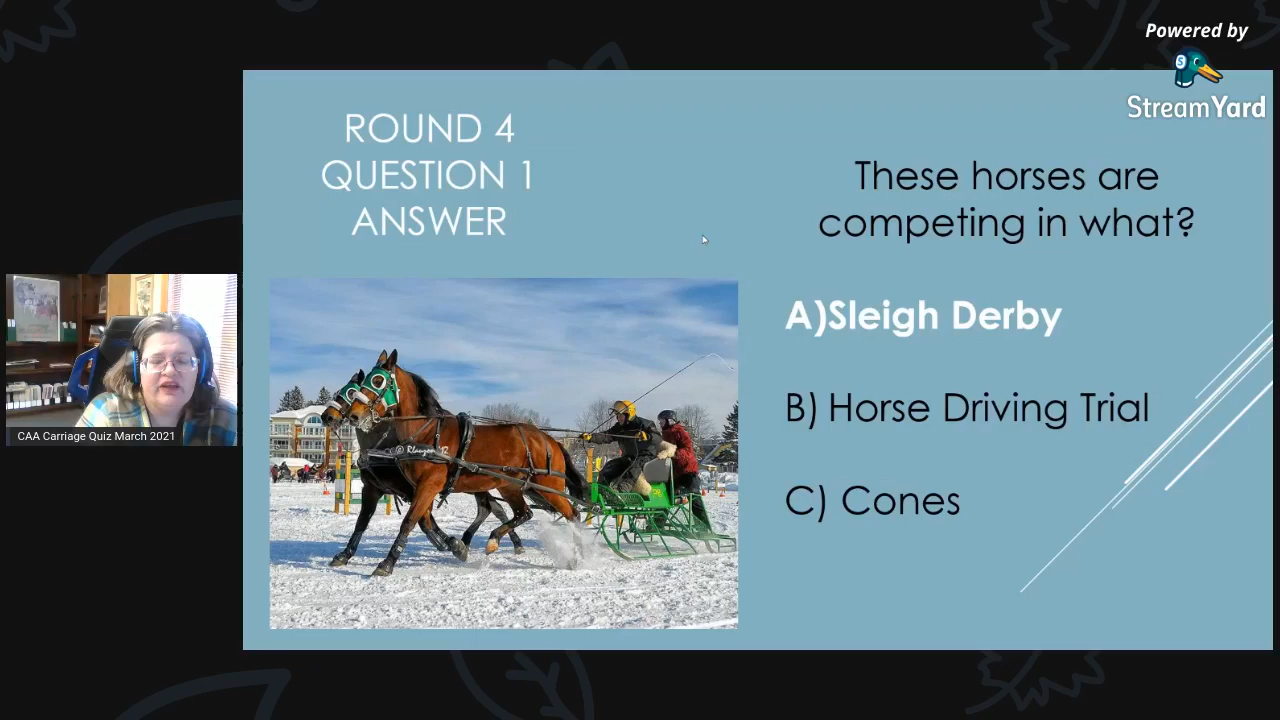 Powered by
StreamYard
ROUND 4
QUESTION 1
ANSWER
These horses are
competing in what?
A)Sleigh Derby
B) Horse Driving Trial
C) Cones
CAA Carriage Quiz March 2021